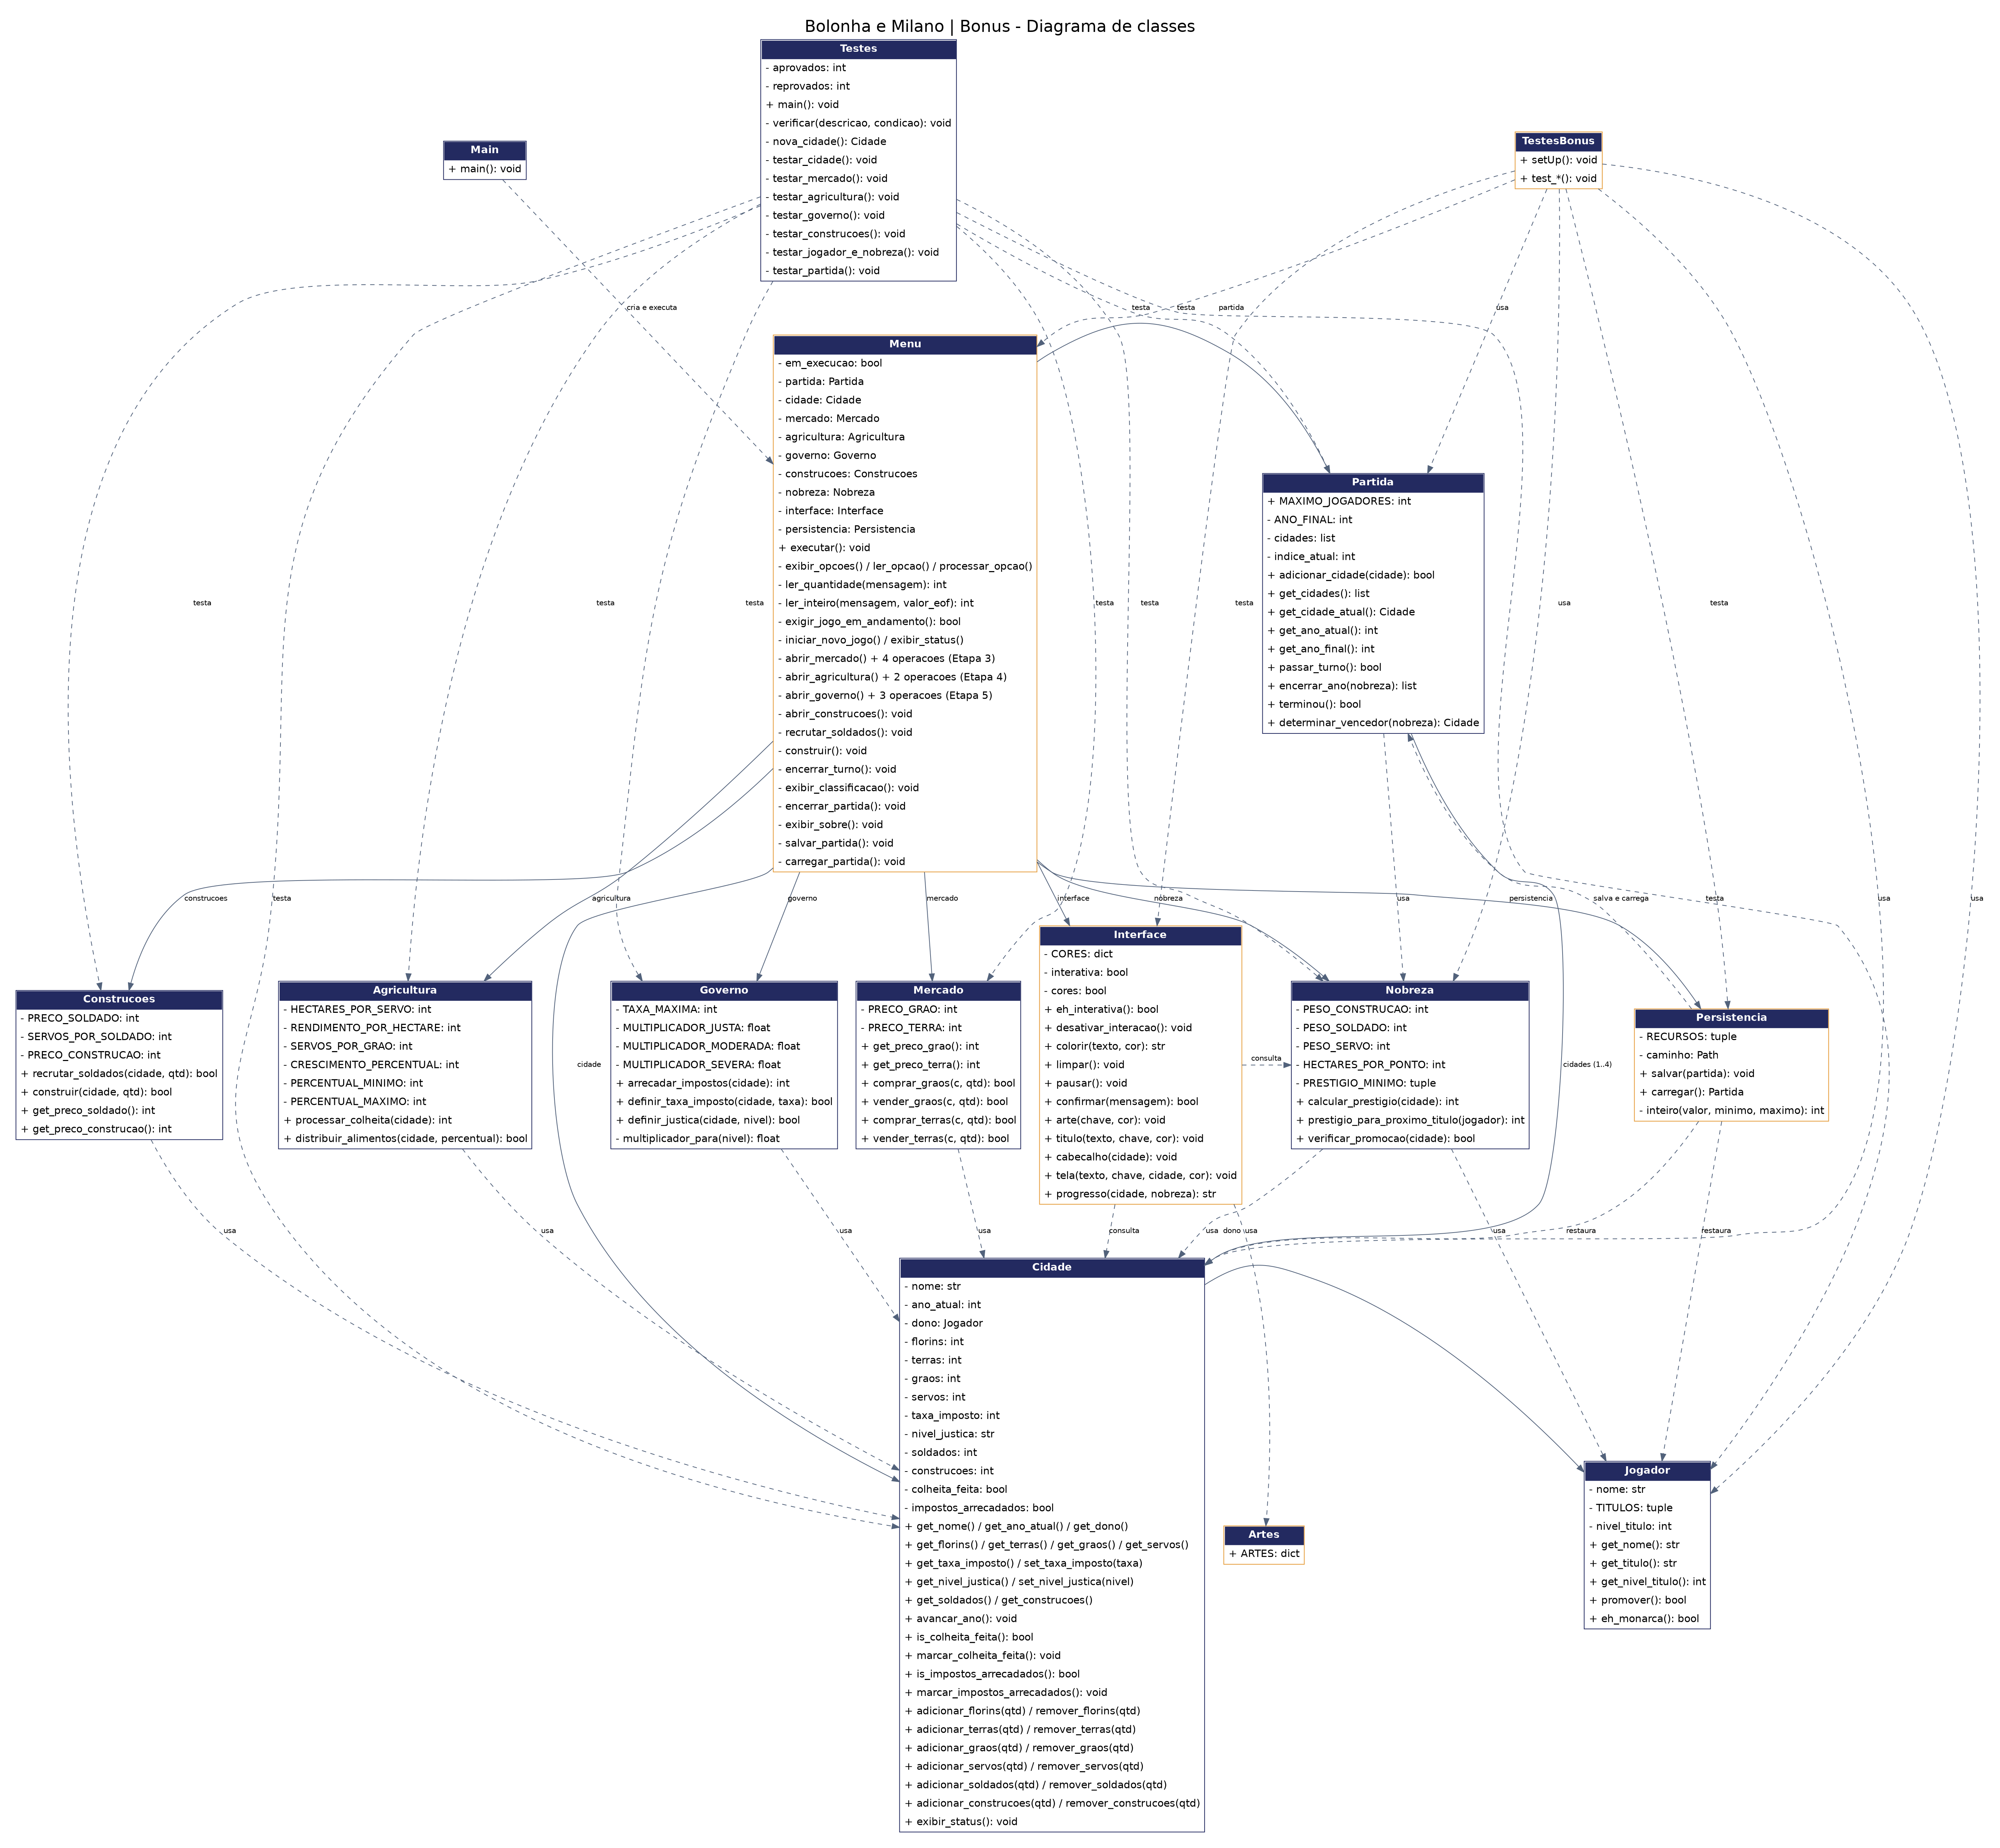 Bolonha e Milano | Bonus - Diagrama de classes
Testes
- aprovados: int
- reprovados: int
+ main(): void
- verificar(descricao, condicao): void
- nova_cidade(): Cidade
- testar_cidade(): void
- testar_mercado(): void
- testar_agricultura(): void
- testar_governo(): void
- testar_construcoes(): void
- testar_jogador_e_nobreza(): void
- testar_partida(): void
Main
+ main(): void
TestesBonus
+ setUp(): void
+ test_*(): void
cria e executa
testa
testa
partida
usa
Menu
- em_execucao: bool
- partida: Partida
- cidade: Cidade
- mercado: Mercado
- agricultura: Agricultura
- governo: Governo
- construcoes: Construcoes
- nobreza: Nobreza
- interface: Interface
- persistencia: Persistencia
+ executar(): void
- exibir_opcoes() / ler_opcao() / processar_opcao()
- ler_quantidade(mensagem): int
- ler_inteiro(mensagem, valor_eof): int
- exigir_jogo_em_andamento(): bool
- iniciar_novo_jogo() / exibir_status()
- abrir_mercado() + 4 operacoes (Etapa 3)
- abrir_agricultura() + 2 operacoes (Etapa 4)
- abrir_governo() + 3 operacoes (Etapa 5)
- abrir_construcoes(): void
- recrutar_soldados(): void
- construir(): void
- encerrar_turno(): void
- exibir_classificacao(): void
- encerrar_partida(): void
- exibir_sobre(): void
- salvar_partida(): void
- carregar_partida(): void
Partida
+ MAXIMO_JOGADORES: int
- ANO_FINAL: int
- cidades: list
- indice_atual: int
+ adicionar_cidade(cidade): bool
+ get_cidades(): list
+ get_cidade_atual(): Cidade
+ get_ano_atual(): int
+ get_ano_final(): int
+ passar_turno(): bool
+ encerrar_ano(nobreza): list
+ terminou(): bool
+ determinar_vencedor(nobreza): Cidade
testa
testa
testa
testa
testa
testa
usa
testa
construcoes
testa
agricultura
governo
mercado
interface
nobreza
usa
persistencia
salva e carrega
testa
usa
usa
Construcoes
- PRECO_SOLDADO: int
- SERVOS_POR_SOLDADO: int
- PRECO_CONSTRUCAO: int
+ recrutar_soldados(cidade, qtd): bool
+ construir(cidade, qtd): bool
+ get_preco_soldado(): int
+ get_preco_construcao(): int
Agricultura
- HECTARES_POR_SERVO: int
- RENDIMENTO_POR_HECTARE: int
- SERVOS_POR_GRAO: int
- CRESCIMENTO_PERCENTUAL: int
- PERCENTUAL_MINIMO: int
- PERCENTUAL_MAXIMO: int
+ processar_colheita(cidade): int
+ distribuir_alimentos(cidade, percentual): bool
cidade
Governo
- TAXA_MAXIMA: int
- MULTIPLICADOR_JUSTA: float
- MULTIPLICADOR_MODERADA: float
- MULTIPLICADOR_SEVERA: float
+ arrecadar_impostos(cidade): int
+ definir_taxa_imposto(cidade, taxa): bool
+ definir_justica(cidade, nivel): bool
- multiplicador_para(nivel): float
Mercado
- PRECO_GRAO: int
- PRECO_TERRA: int
+ get_preco_grao(): int
+ get_preco_terra(): int
+ comprar_graos(c, qtd): bool
+ vender_graos(c, qtd): bool
+ comprar_terras(c, qtd): bool
+ vender_terras(c, qtd): bool
Interface
- CORES: dict
- interativa: bool
- cores: bool
+ eh_interativa(): bool
+ desativar_interacao(): void
+ colorir(texto, cor): str
+ limpar(): void
+ pausar(): void
+ confirmar(mensagem): bool
+ arte(chave, cor): void
+ titulo(texto, chave, cor): void
+ cabecalho(cidade): void
+ tela(texto, chave, cidade, cor): void
+ progresso(cidade, nobreza): str
consulta
Nobreza
- PESO_CONSTRUCAO: int
- PESO_SOLDADO: int
- PESO_SERVO: int
- HECTARES_POR_PONTO: int
- PRESTIGIO_MINIMO: tuple
+ calcular_prestigio(cidade): int
+ prestigio_para_proximo_titulo(jogador): int
+ verificar_promocao(cidade): bool
cidades (1..4)
Persistencia
- RECURSOS: tuple
- caminho: Path
+ salvar(partida): void
+ carregar(): Partida
- inteiro(valor, minimo, maximo): int
usa
usa
usa
usa
consulta
usa
dono
usa
usa
restaura
restaura
Cidade
- nome: str
- ano_atual: int
- dono: Jogador
- florins: int
- terras: int
- graos: int
- servos: int
- taxa_imposto: int
- nivel_justica: str
- soldados: int
- construcoes: int
- colheita_feita: bool
- impostos_arrecadados: bool
+ get_nome() / get_ano_atual() / get_dono()
+ get_florins() / get_terras() / get_graos() / get_servos()
+ get_taxa_imposto() / set_taxa_imposto(taxa)
+ get_nivel_justica() / set_nivel_justica(nivel)
+ get_soldados() / get_construcoes()
+ avancar_ano(): void
+ is_colheita_feita(): bool
+ marcar_colheita_feita(): void
+ is_impostos_arrecadados(): bool
+ marcar_impostos_arrecadados(): void
+ adicionar_florins(qtd) / remover_florins(qtd)
+ adicionar_terras(qtd) / remover_terras(qtd)
+ adicionar_graos(qtd) / remover_graos(qtd)
+ adicionar_servos(qtd) / remover_servos(qtd)
+ adicionar_soldados(qtd) / remover_soldados(qtd)
+ adicionar_construcoes(qtd) / remover_construcoes(qtd)
+ exibir_status(): void
Artes
+ ARTES: dict
Jogador
- nome: str
- TITULOS: tuple
- nivel_titulo: int
+ get_nome(): str
+ get_titulo(): str
+ get_nivel_titulo(): int
+ promover(): bool
+ eh_monarca(): bool